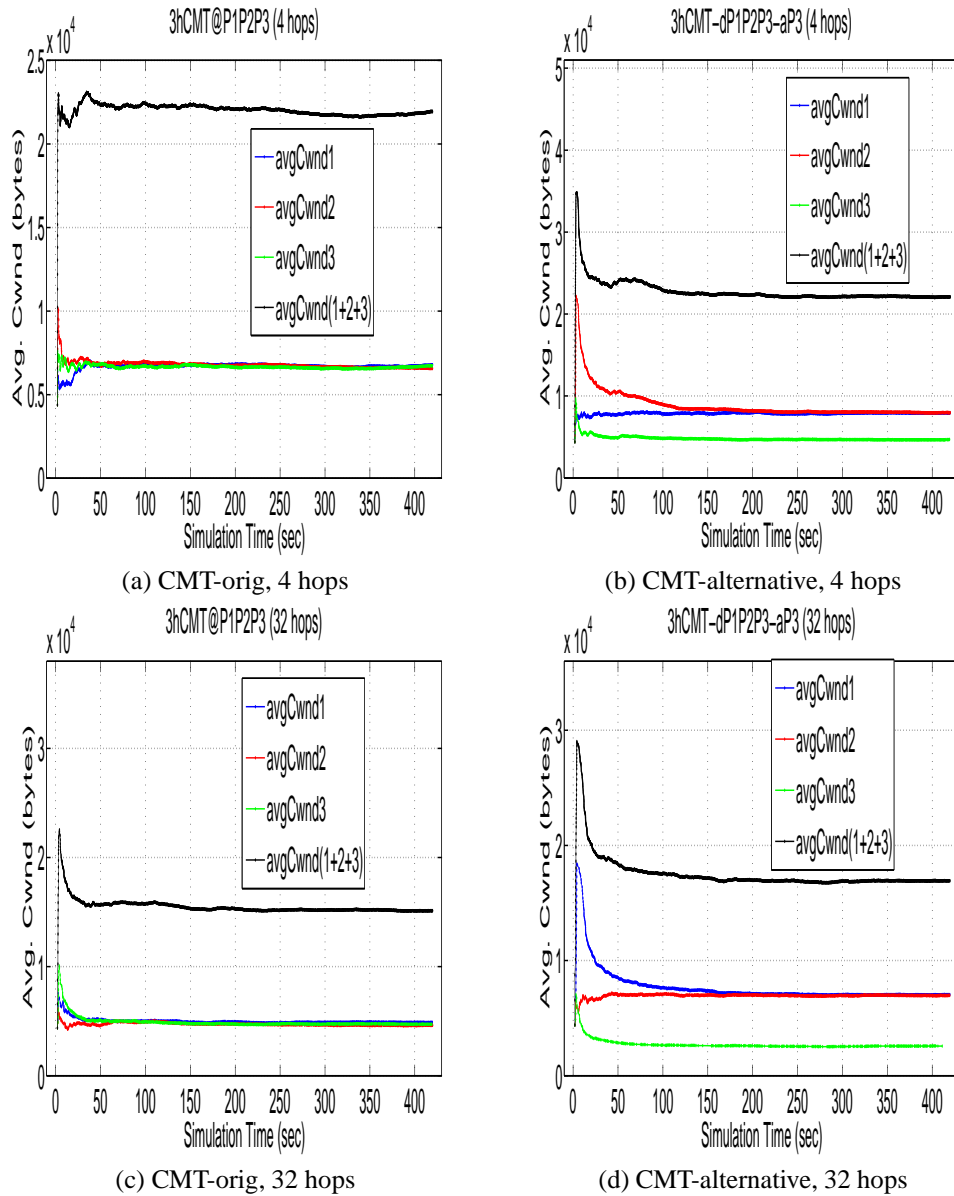 3hCMT@P1P2P3 (4 hops)
x 10^4
2.5
2
1.5
1
0.5
0
Avg. Cwnd (bytes)
avgCwnd1
avgCwnd2
avgCwnd3
avgCwnd(1+2+3)
0 50 100 150 200 250 300 350 400
Simulation Time (sec)
(a) CMT-orig, 4 hops
3hCMT−dP1P2P3−aP3 (4 hops)
x 10^4
5
4
3
2
1
0
Avg. Cwnd (bytes)
avgCwnd1
avgCwnd2
avgCwnd3
avgCwnd(1+2+3)
0 50 100 150 200 250 300 350 400
Simulation Time (sec)
(b) CMT-alternative, 4 hops
3hCMT@P1P2P3 (32 hops)
x 10^4
3
2
1
0
Avg. Cwnd (bytes)
avgCwnd1
avgCwnd2
avgCwnd3
avgCwnd(1+2+3)
0 50 100 150 200 250 300 350 400
Simulation Time (sec)
(c) CMT-orig, 32 hops
3hCMT−dP1P2P3−aP3 (32 hops)
x 10^4
3
2
1
0
Avg. Cwnd (bytes)
avgCwnd1
avgCwnd2
avgCwnd3
avgCwnd(1+2+3)
0 50 100 150 200 250 300 350 400
Simulation Time (sec)
(d) CMT-alternative, 32 hops